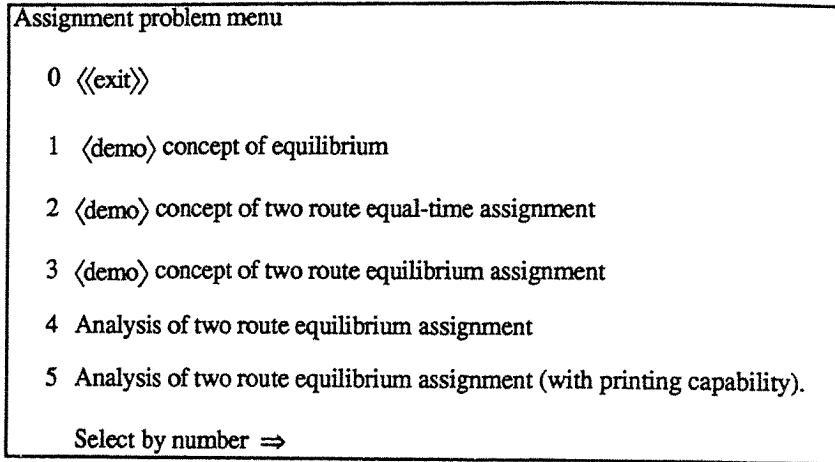 Assignment problem menu
0 ⟨⟨exit⟩⟩
1 ⟨demo⟩ concept of equilibrium
2 ⟨demo⟩ concept of two route equal-time assignment
3 ⟨demo⟩ concept of two route equilibrium assignment
4 Analysis of two route equilibrium assignment
5 Analysis of two route equilibrium assignment (with printing capability).
Select by number ⇒